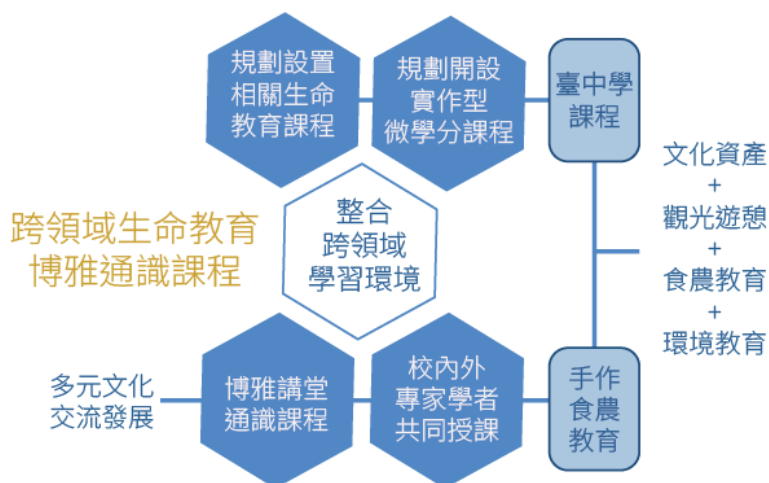 規劃設置
相關生命
教育課程
規劃開設
實作型
微學分課程
臺中學
課程
文化資產
+
觀光遊憩
+
食農教育
+
環境教育
跨領域生命教育
博雅通識課程
整合
跨領域
學習環境
多元文化
交流發展
博雅講堂
通識課程
校內外
專家學者
共同授課
手作
食農
教育